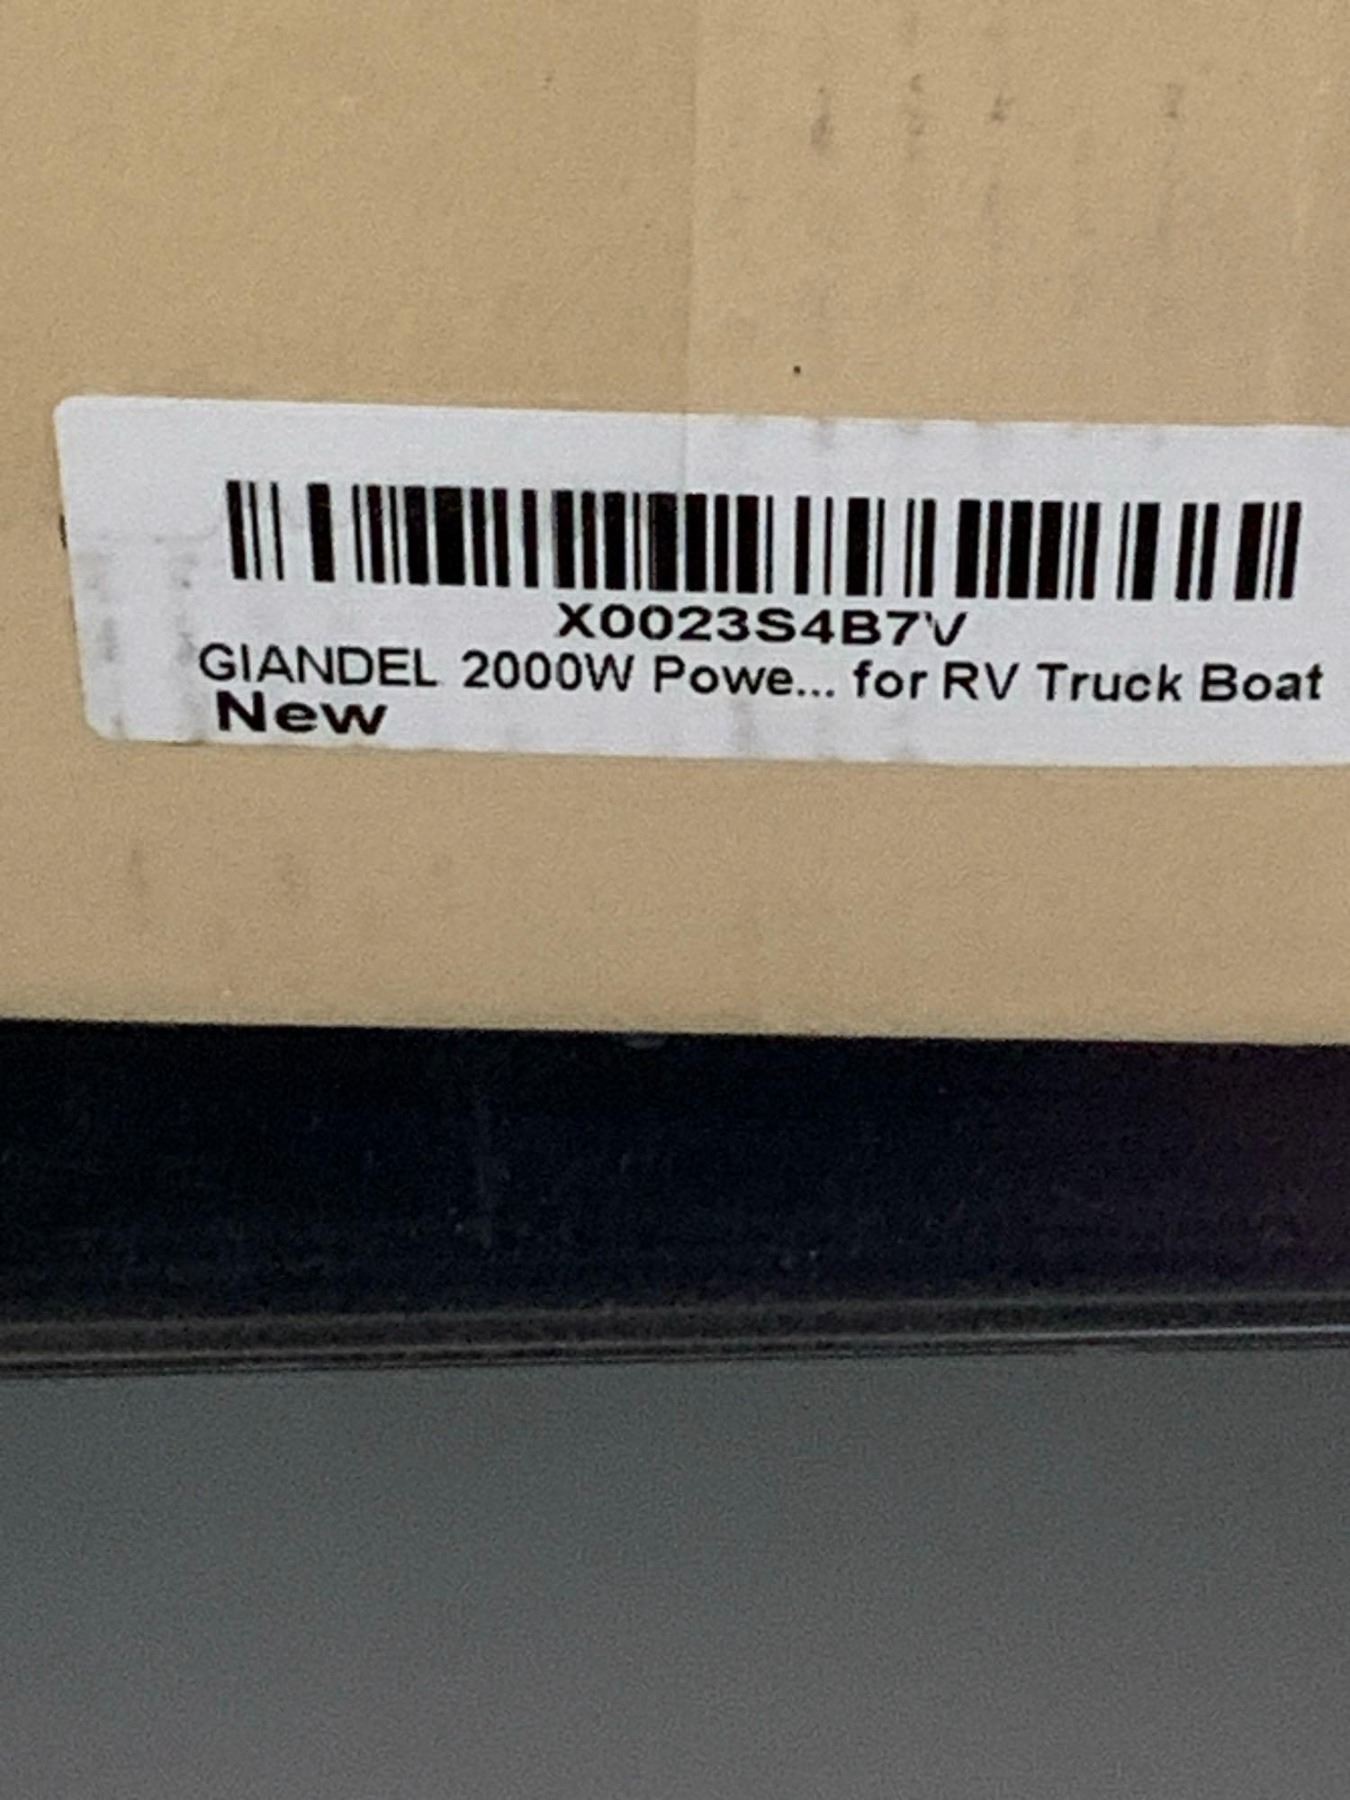 X0023S4B7V
GIANDEL 2000W Powe... for RV Truck Boat
New